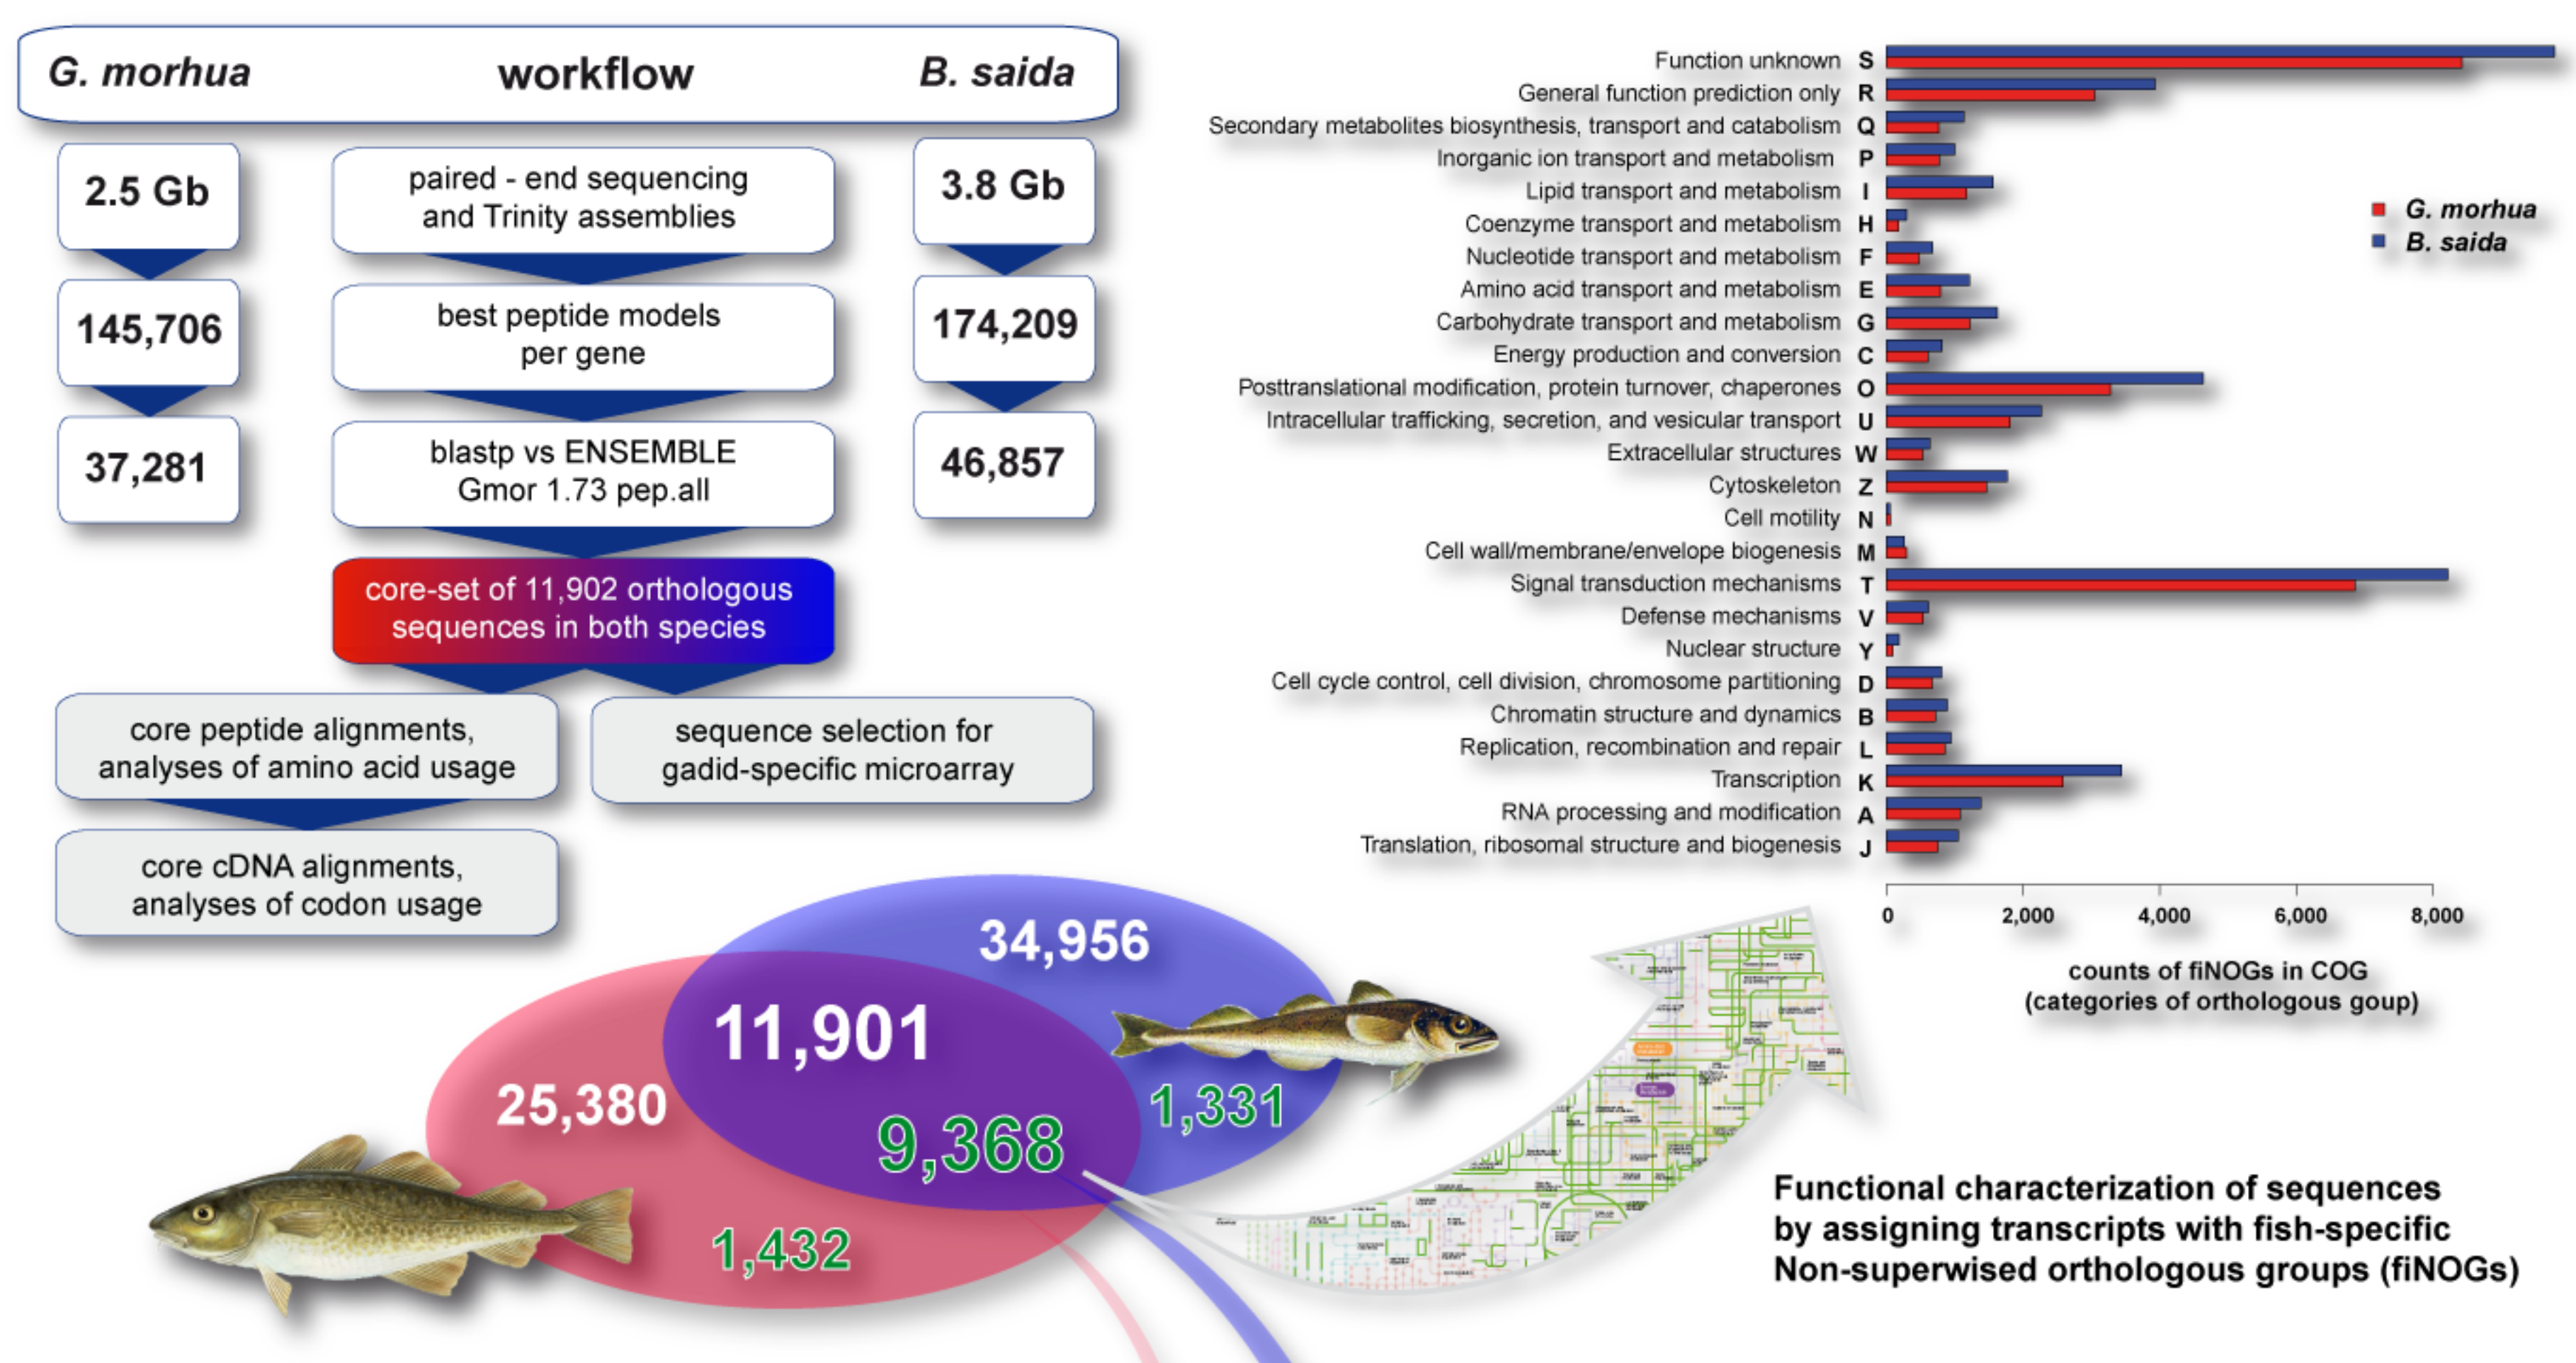 G. morhua workflow B. saida
2.5 Gb
paired - end sequencing
and Trinity assemblies
3.8 Gb
145,706
best peptide models
per gene
174,209
37,281
blastp vs ENSEMBLE
Gmor 1.73 pep.all
46,857
core-set of 11,902 orthologous
sequences in both species
core peptide alignments,
analyses of amino acid usage
sequence selection for
gadid-specific microarray
core cDNA alignments,
analyses of codon usage
34,956
11,901
25,380
1,331
9,368
1,432
Function unknown S
General function prediction only R
Secondary metabolites biosynthesis, transport and catabolism Q
Inorganic ion transport and metabolism P
Lipid transport and metabolism I
Coenzyme transport and metabolism H
Nucleotide transport and metabolism F
Amino acid transport and metabolism E
Carbohydrate transport and metabolism G
Energy production and conversion C
Posttranslational modification, protein turnover, chaperones O
Intracellular trafficking, secretion, and vesicular transport U
Extracellular structures W
Cytoskeleton Z
Cell motility N
Cell wall/membrane/envelope biogenesis M
Signal transduction mechanisms T
Defense mechanisms V
Nuclear structure Y
Cell cycle control, cell division, chromosome partitioning D
Chromatin structure and dynamics B
Replication, recombination and repair L
Transcription K
RNA processing and modification A
Translation, ribosomal structure and biogenesis J
G. morhua
B. saida
0 2,000 4,000 6,000 8,000
counts of fiNOGs in COG
(categories of orthologous goup)
Functional characterization of sequences
by assigning transcripts with fish-specific
Non-superwised orthologous groups (fiNOGs)